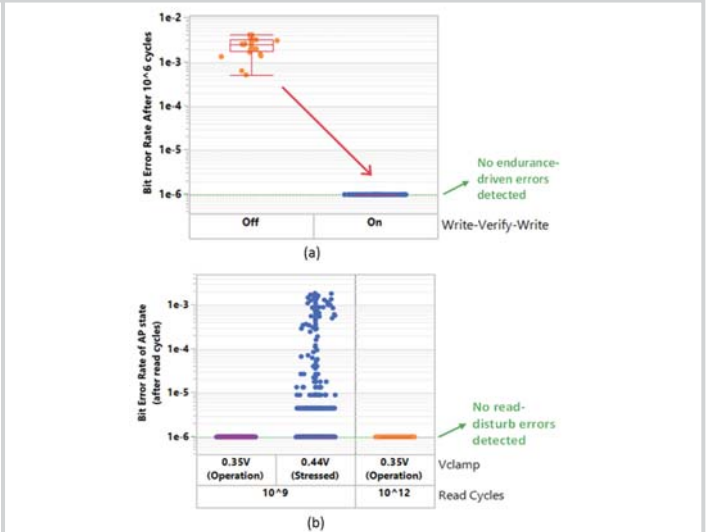 Bit Error Rate After 10^6 cycles
1e-2
1e-3
1e-4
1e-5
1e-6
No endurance-
driven errors
detected
Off
On
Write-Verify-Write
(a)
Bit Error Rate of AP state
(after read cycles)
1e-3
1e-4
1e-5
1e-6
No read-
disturb errors
detected
0.35V
(Operation)
0.44V
(Stressed)
0.35V
(Operation)
Vclamp
10^9
10^12
Read Cycles
(b)